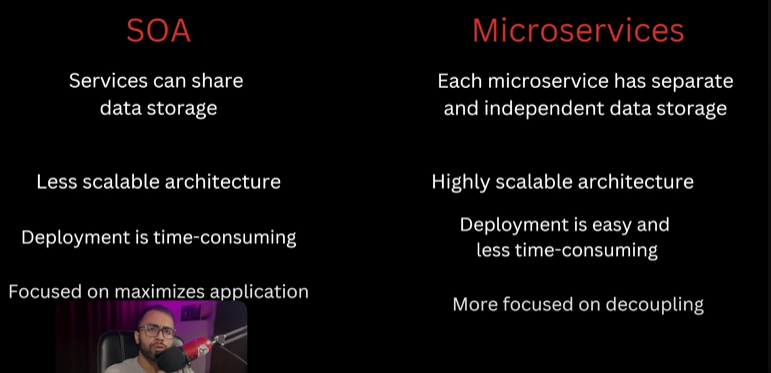 SOA
Services can share
data storage
Less scalable architecture
Deployment is time-consuming
Focused on maximizes application
Microservices
Each microservice has separate
and independent data storage
Highly scalable architecture
Deployment is easy and
less time-consuming
More focused on decoupling